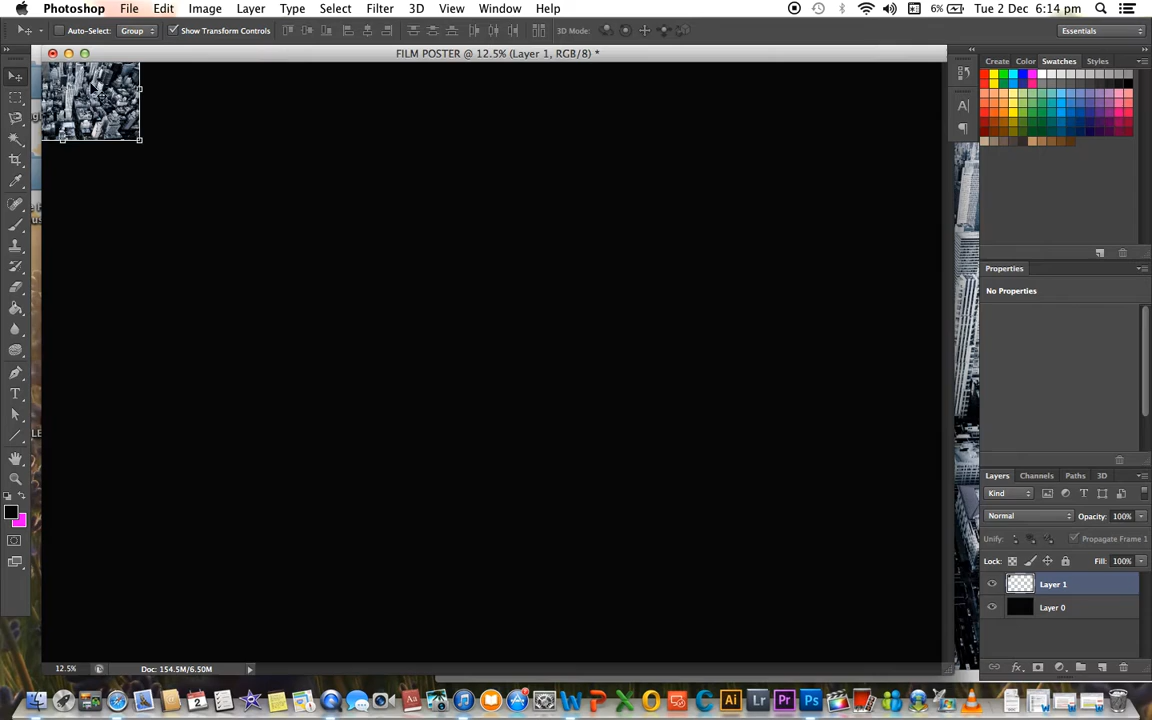 Photoshop File Edit Image Layer Type Select Filter 3D View Window Help 6% Tue 2 Dec 6:14 pm
Auto-Select: Group Show Transform Controls 3D Mode: Essentials
FILM POSTER @ 12.5% (Layer 1, RGB/8) *
Create Color Swatches Styles
Properties
No Properties
Layers Channels Paths 3D
Kind
Normal Opacity: 100%
Unify: Propagate Frame 1
Lock: Fill: 100%
Layer 1
Layer 0
12.5% Doc: 154.5M/6.50M